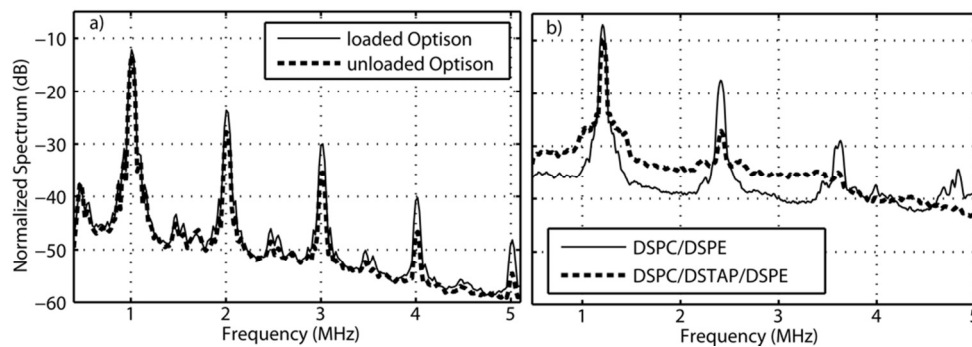 a)
loaded Optison
unloaded Optison
Normalized Spectrum (dB)
−10
−20
−30
−40
−50
−60
1 2 3 4 5
Frequency (MHz)
b)
DSPC/DSPE
DSPC/DSTAP/DSPE
1 2 3 4 5
Frequency (MHz)